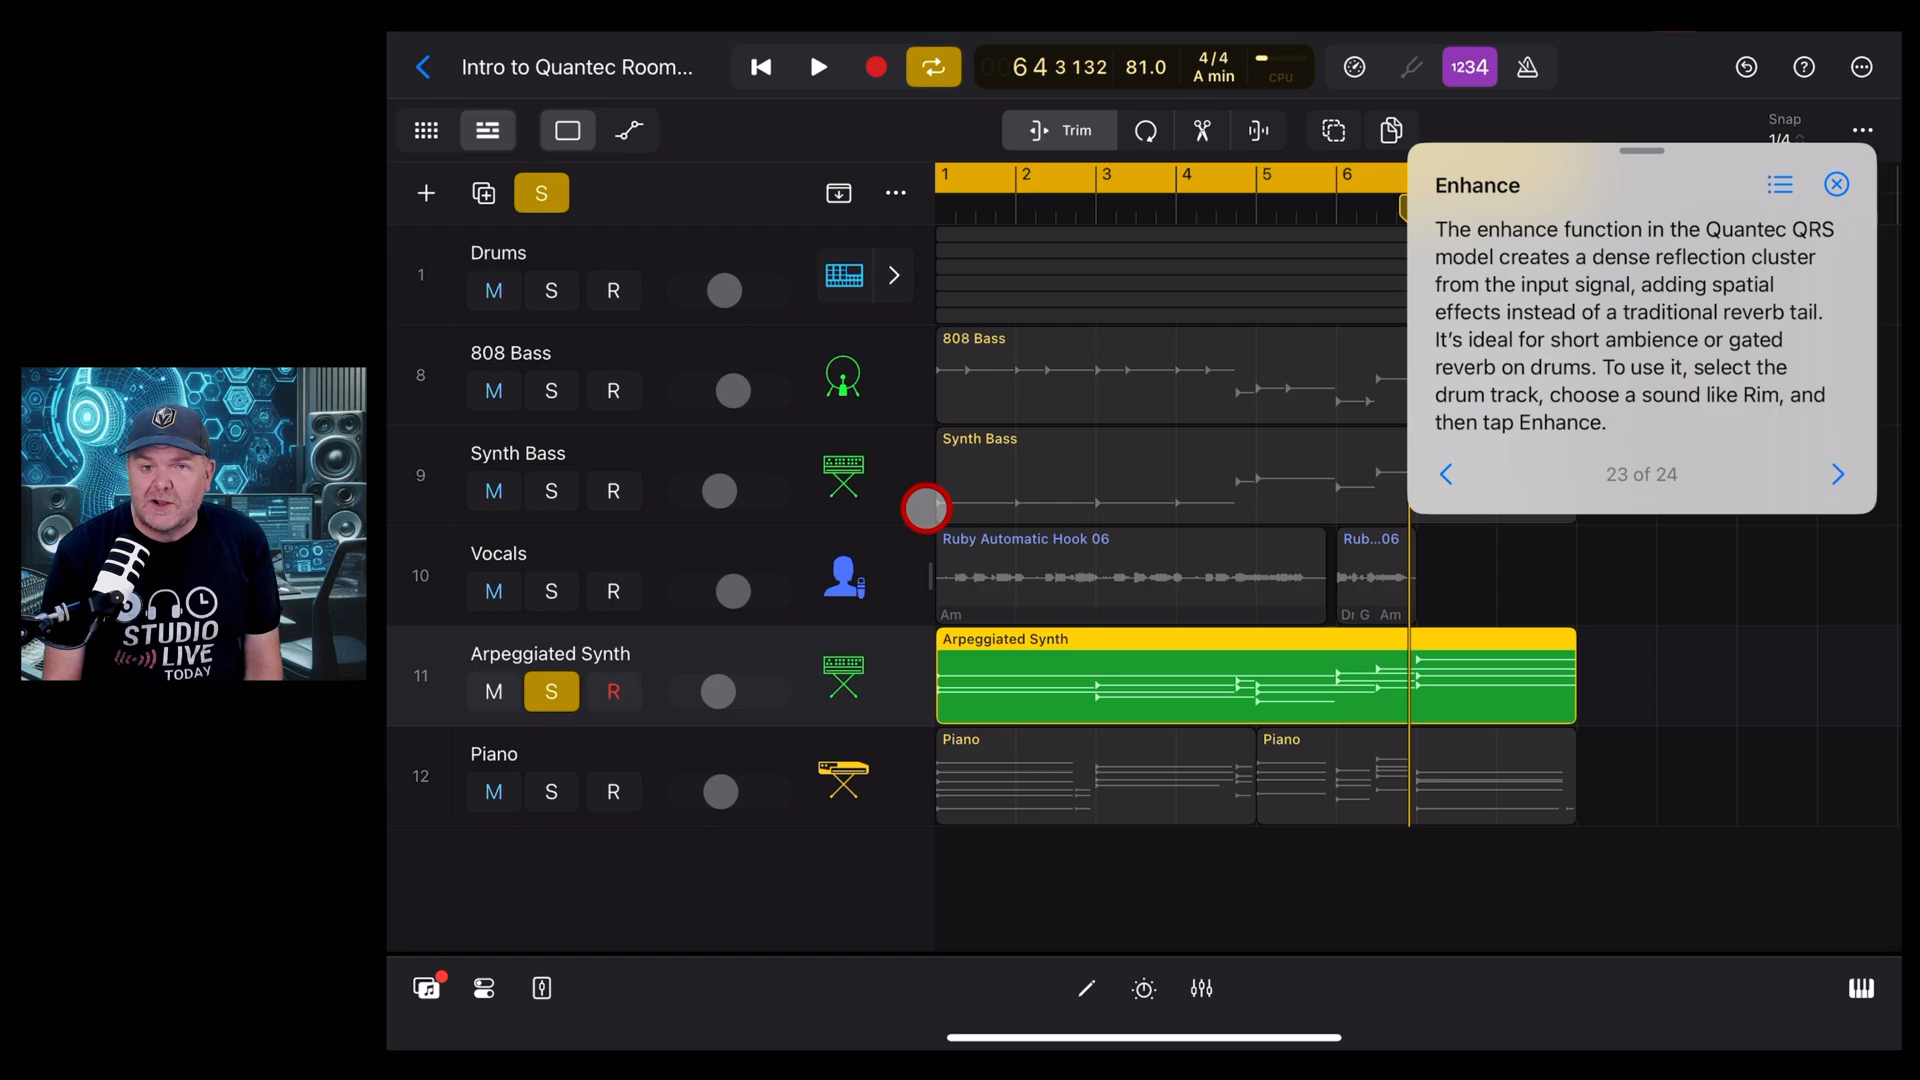 Intro to Quantec Room...
6 4 3 132
81.0
4/4
A min
CPU
1234
Trim
Snap
1/4
S
1 2 3 4 5 6
Enhance
The enhance function in the Quantec QRS
model creates a dense reflection cluster
from the input signal, adding spatial
effects instead of a traditional reverb tail.
It’s ideal for short ambience or gated
reverb on drums. To use it, select the
drum track, choose a sound like Rim, and
then tap Enhance.
23 of 24
1
Drums
M S R
8
808 Bass
M S R
808 Bass
9
Synth Bass
M S R
Synth Bass
10
Vocals
M S R
Ruby Automatic Hook 06
Rub...06
Am
G Am
11
Arpeggiated Synth
M S R
Arpeggiated Synth
12
Piano
M S R
Piano
Piano
STUDIO
LIVE
TODAY